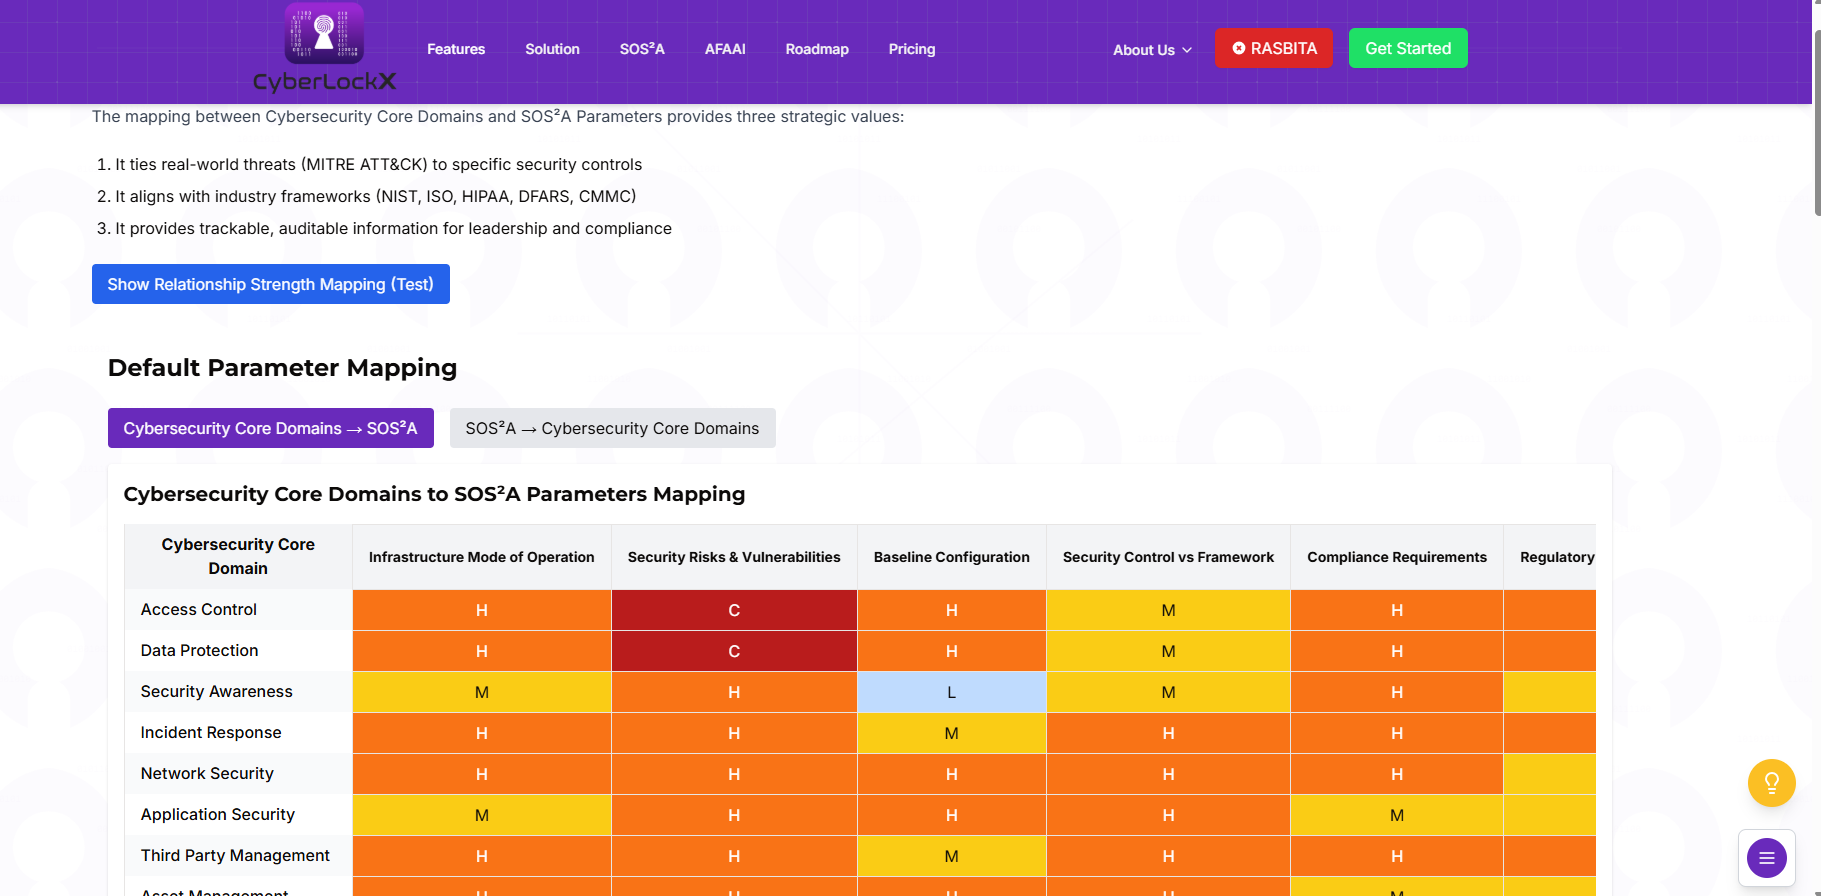 CyberLockX
Features
Solution
SOS²A
AFAAI
Roadmap
Pricing
About Us
RASBITA
Get Started
The mapping between Cybersecurity Core Domains and SOS²A Parameters provides three strategic values:
1. It ties real-world threats (MITRE ATT&CK) to specific security controls
2. It aligns with industry frameworks (NIST, ISO, HIPAA, DFARS, CMMC)
3. It provides trackable, auditable information for leadership and compliance
Show Relationship Strength Mapping (Test)
Default Parameter Mapping
Cybersecurity Core Domains → SOS²A
SOS²A → Cybersecurity Core Domains
Cybersecurity Core Domains to SOS²A Parameters Mapping
Cybersecurity Core
Domain
Infrastructure Mode of Operation
Security Risks & Vulnerabilities
Baseline Configuration
Security Control vs Framework
Compliance Requirements
Regulatory
Access Control H C H M H
Data Protection H C H M H
Security Awareness M H L M H
Incident Response H H M H H
Network Security H H H H H
Application Security M H H H M
Third Party Management H H M H H
Asset Management H H H H M